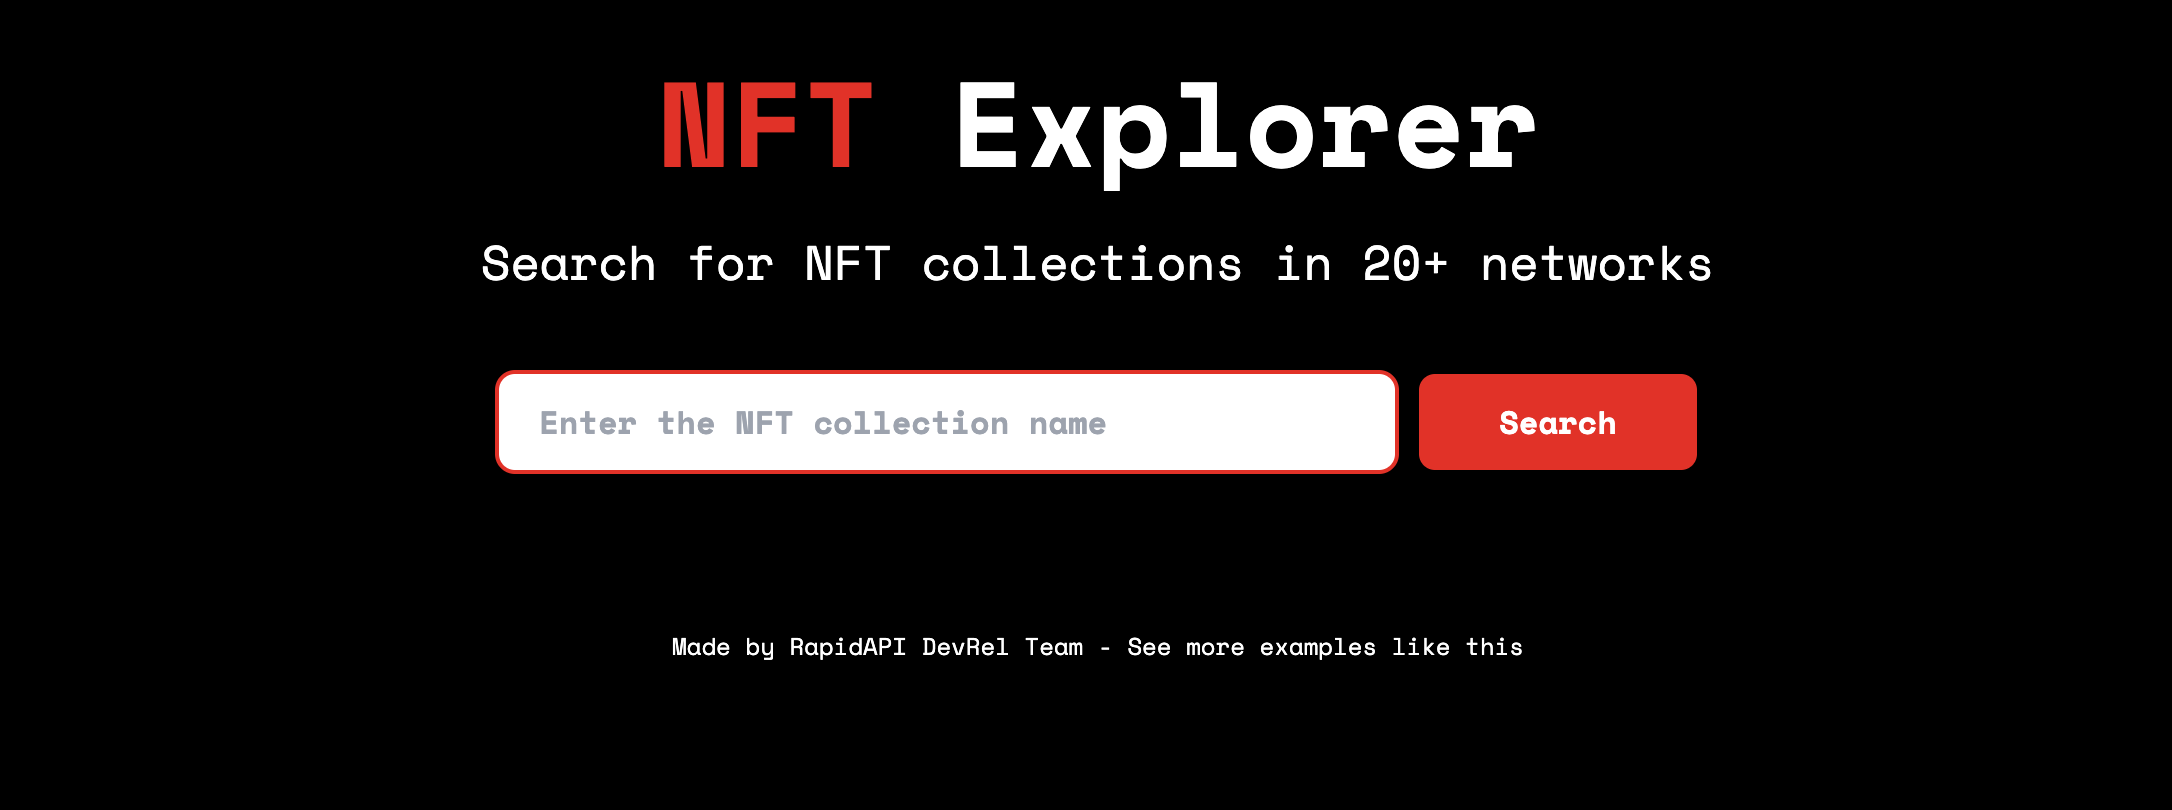 NFT Explorer
Search for NFT collections in 20+ networks
Enter the NFT collection name
Search
Made by RapidAPI DevRel Team - See more examples like this